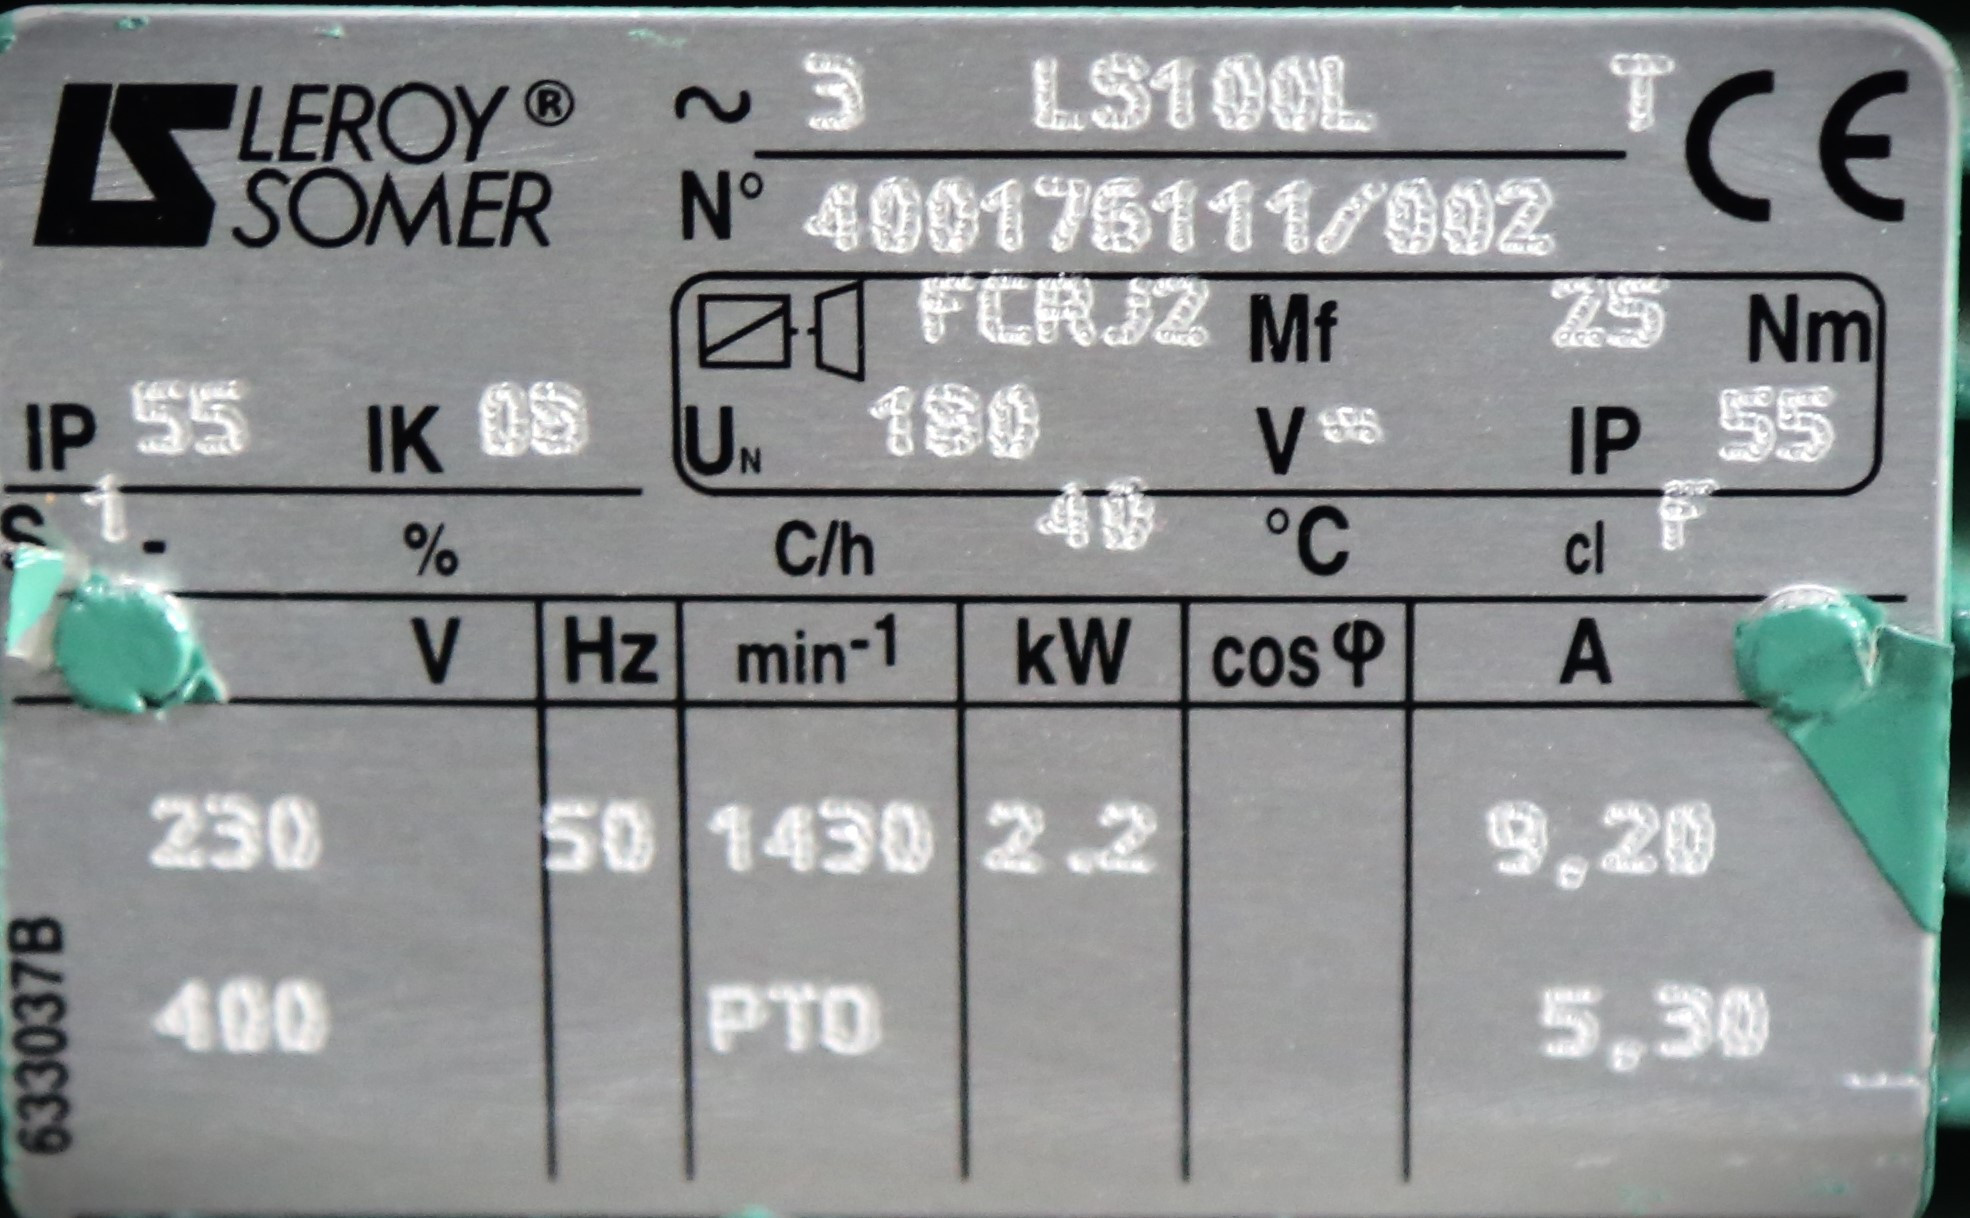 LEROY® ~ 3 LS100L T CE
SOMER N° 400176111/002
FCRJ2 Mf 25 Nm
IP 55 IK 08 UN 180 V= IP 55
S 1 - % C/h 40 °C cl F
V Hz min-1 kW cos φ A
230 50 1430 2.2 9,20
400 PTO 5,30
6330037B